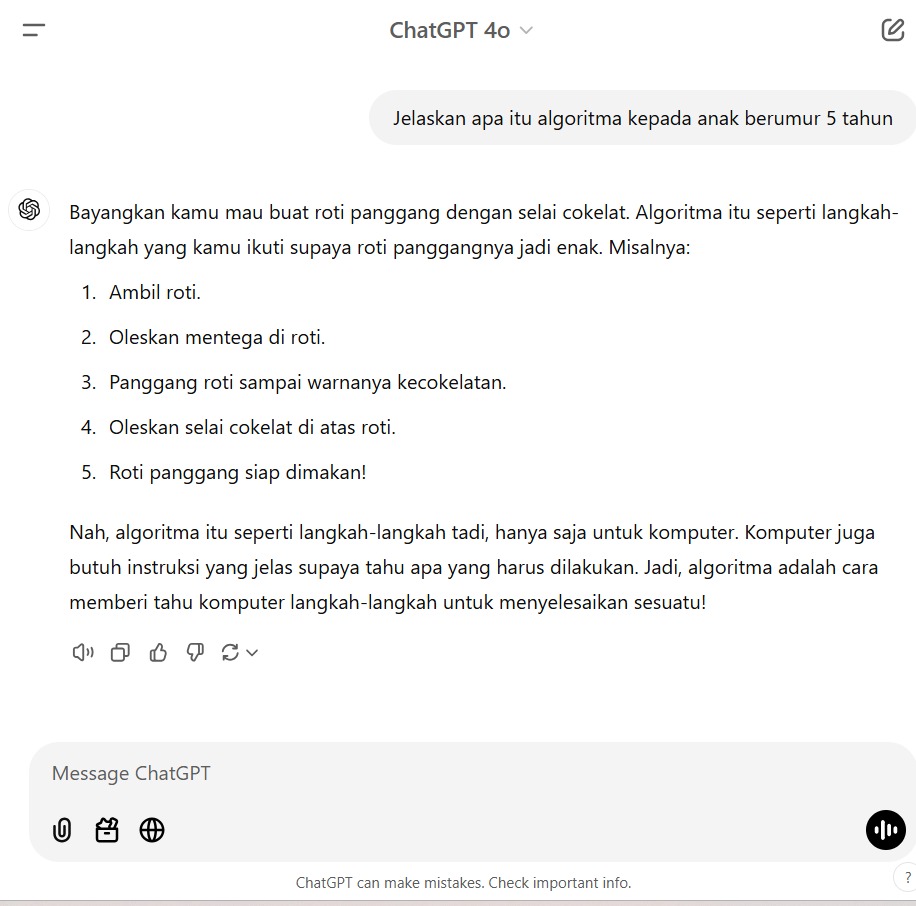 ChatGPT 4o
Jelaskan apa itu algoritma kepada anak berumur 5 tahun
Bayangkan kamu mau buat roti panggang dengan selai cokelat. Algoritma itu seperti langkah-
langkah yang kamu ikuti supaya roti panggangnya jadi enak. Misalnya:
1. Ambil roti.
2. Oleskan mentega di roti.
3. Panggang roti sampai warnanya kecokelatan.
4. Oleskan selai cokelat di atas roti.
5. Roti panggang siap dimakan!
Nah, algoritma itu seperti langkah-langkah tadi, hanya saja untuk komputer. Komputer juga
butuh instruksi yang jelas supaya tahu apa yang harus dilakukan. Jadi, algoritma adalah cara
memberi tahu komputer langkah-langkah untuk menyelesaikan sesuatu!
Message ChatGPT
ChatGPT can make mistakes. Check important info.
?